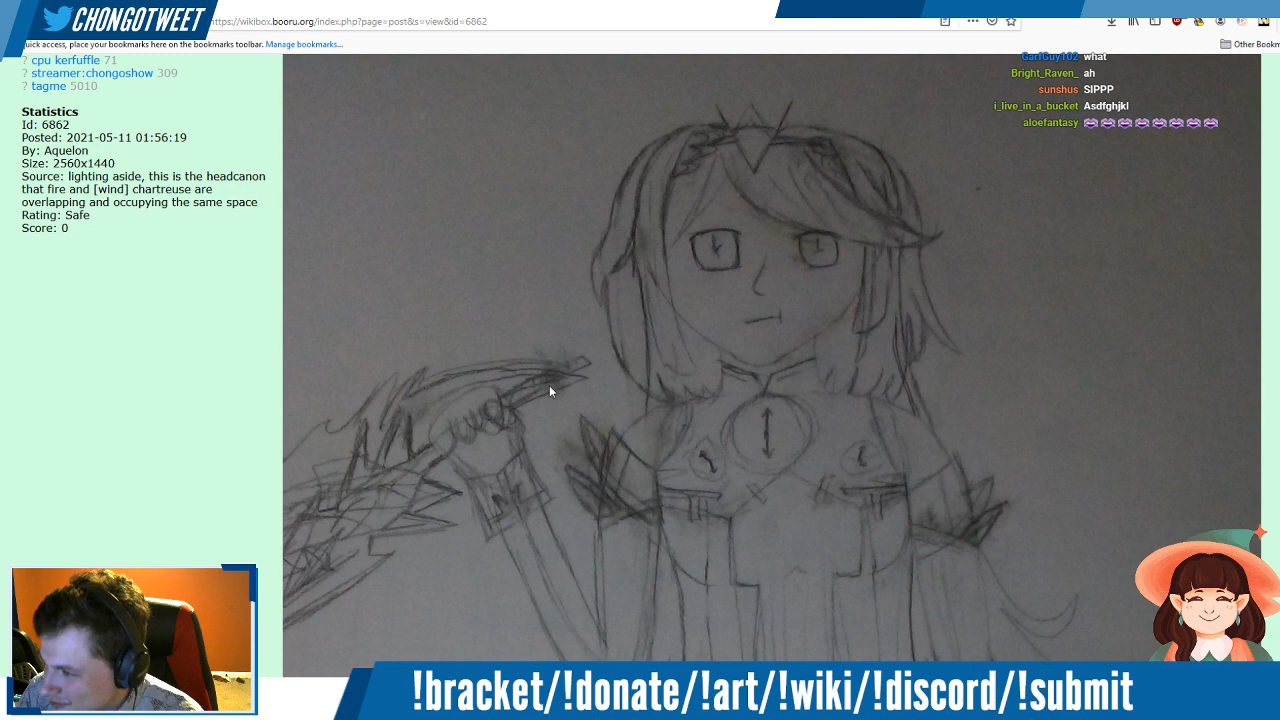 CHONGOTWEET
https://wikibox.booru.org/index.php?page=post&s=view&id=6862
quick access, place your bookmarks here on the bookmarks toolbar. Manage bookmarks...
Other Bookm
? cpu kerfuffle 71
? streamer:chongoshow 309
? tagme 5010
Statistics
Id: 6862
Posted: 2021-05-11 01:56:19
By: Aquelon
Size: 2560x1440
Source: lighting aside, this is the headcanon
that fire and [wind] chartreuse are
overlapping and occupying the same space
Rating: Safe
Score: 0
GarfGuy102 what
Bright_Raven_ ah
sunshus SIPPP
i_live_in_a_bucket Asdfghjkl
aloefantasy
!bracket/!donate/!art/!wiki/!discord/!submit